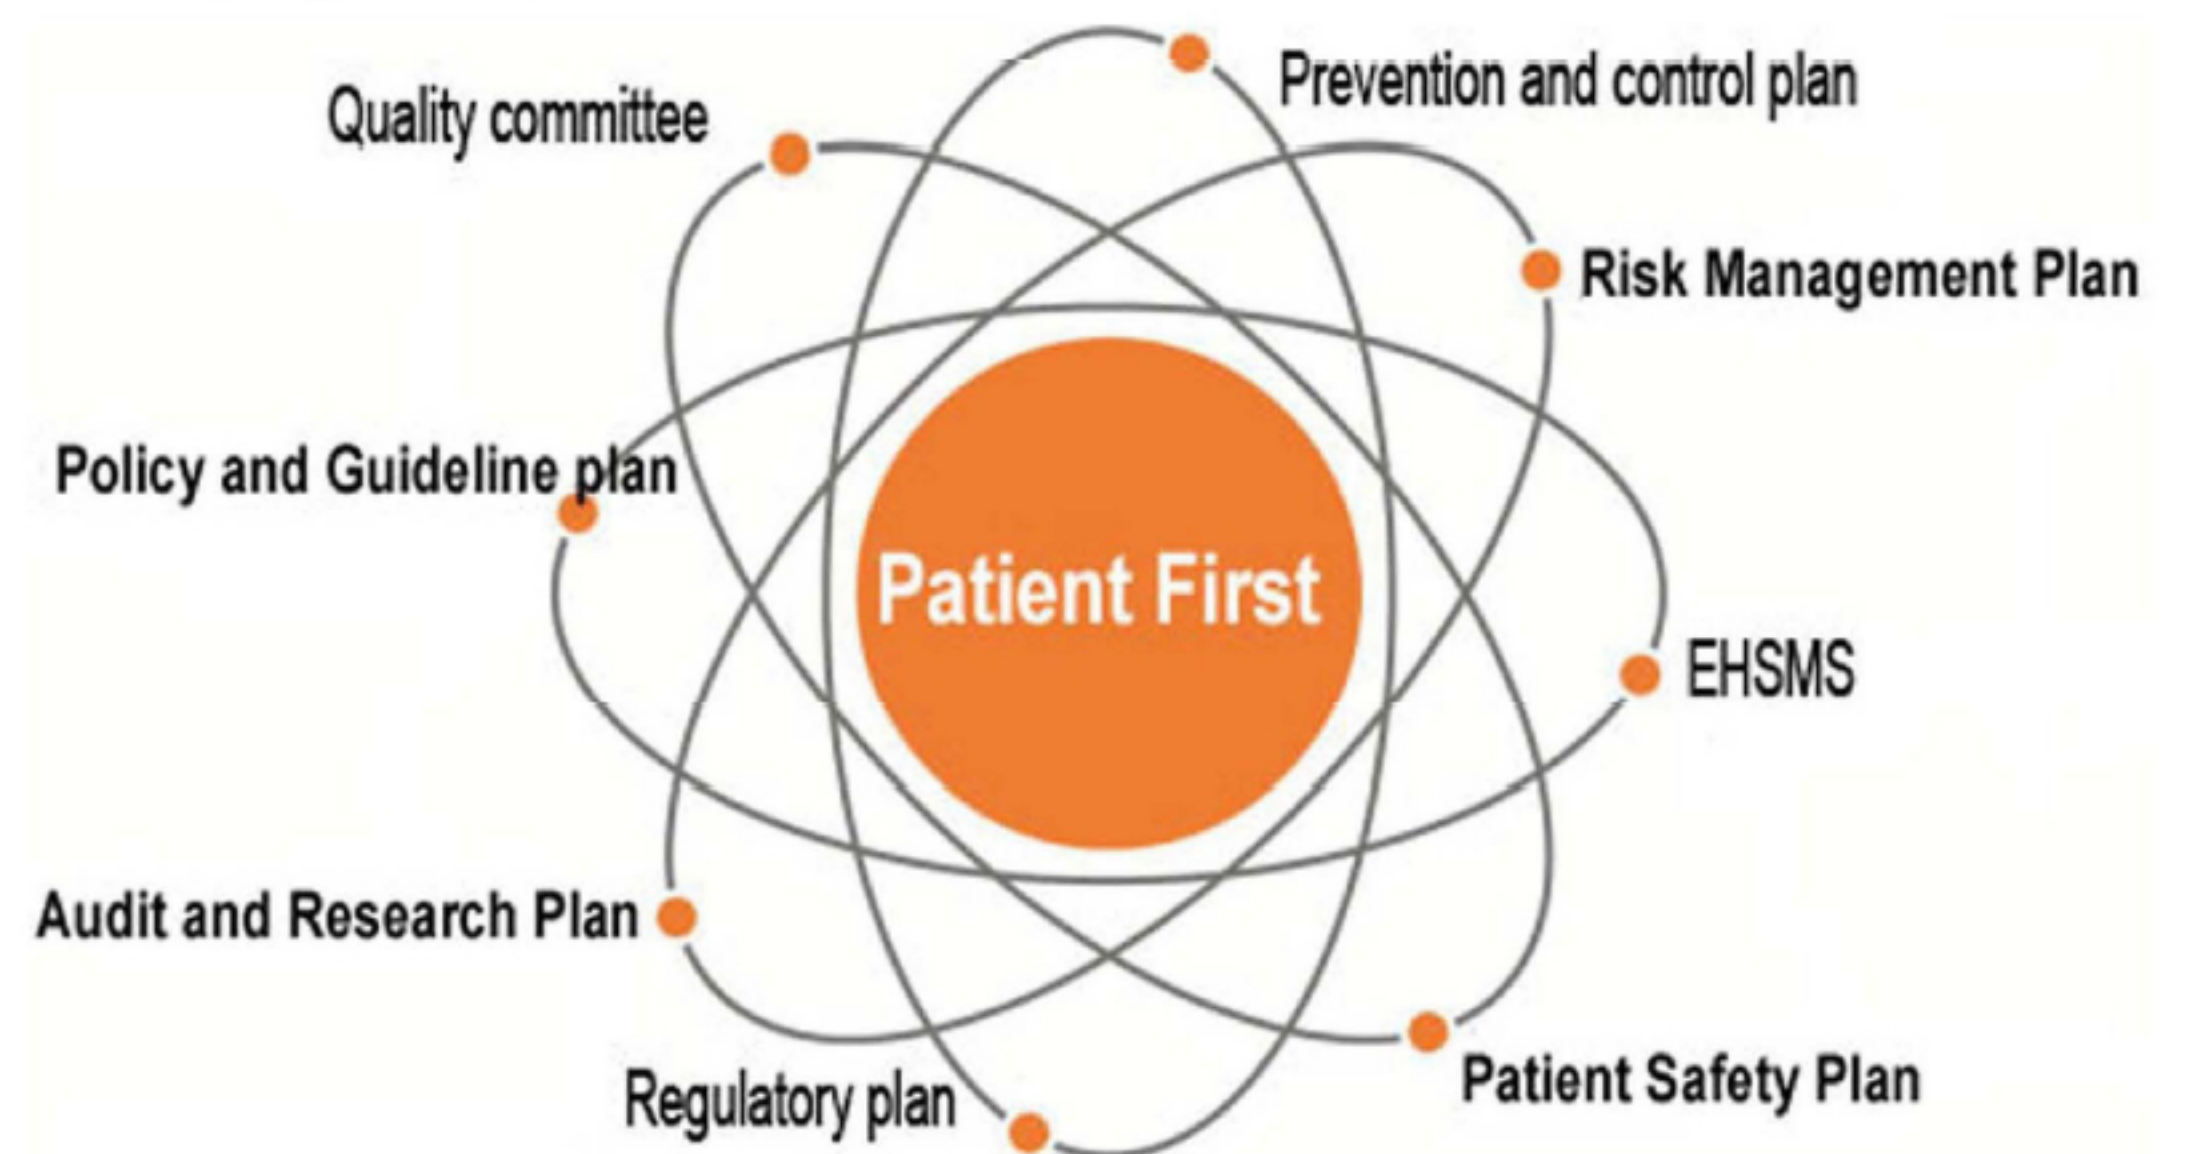 Prevention and control plan
Quality committee
Risk Management Plan
Policy and Guideline plan
Patient First
EHSMS
Audit and Research Plan
Patient Safety Plan
Regulatory plan